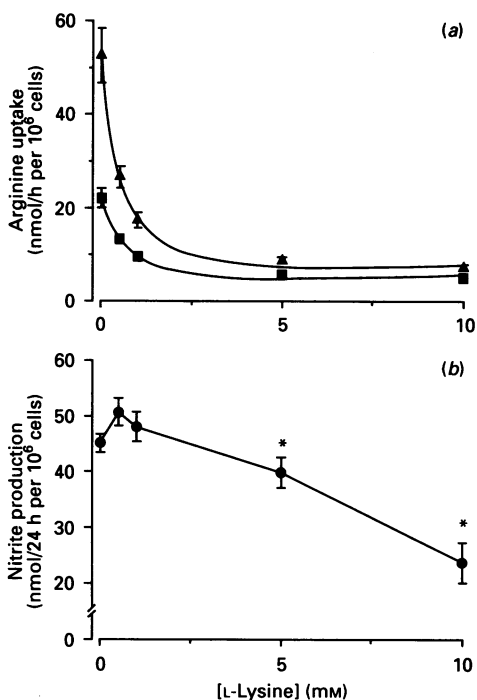 (a)
Arginine uptake
(nmol/h per 10⁶ cells)
60
40
20
0
0
5
10
(b)
Nitrite production
(nmol/24 h per 10⁶ cells)
60
50
40
30
20
0
*
*
0
5
10
[L-Lysine] (mM)